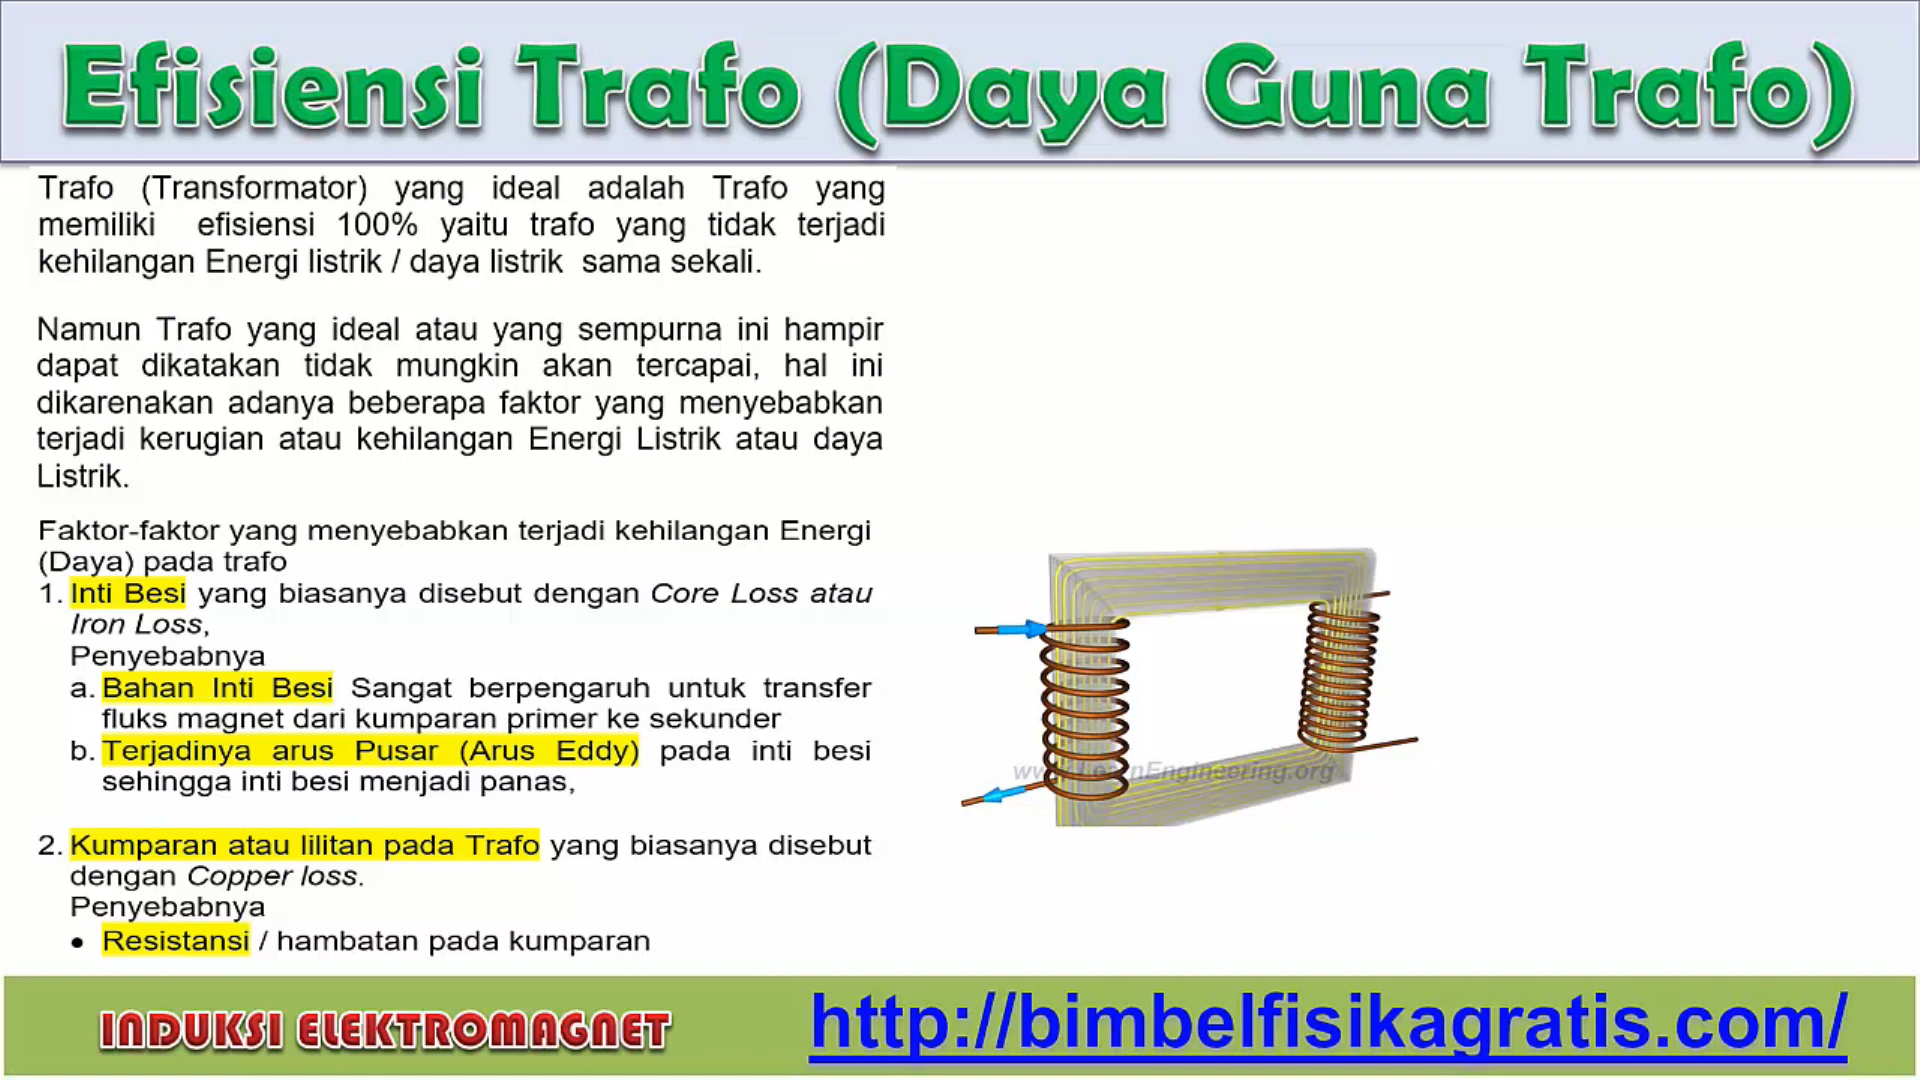 Efisiensi Trafo (Daya Guna Trafo)
Trafo (Transformator) yang ideal adalah Trafo yang
memiliki efisiensi 100% yaitu trafo yang tidak terjadi
kehilangan Energi listrik / daya listrik sama sekali.
Namun Trafo yang ideal atau yang sempurna ini hampir
dapat dikatakan tidak mungkin akan tercapai, hal ini
dikarenakan adanya beberapa faktor yang menyebabkan
terjadi kerugian atau kehilangan Energi Listrik atau daya
Listrik.
Faktor-faktor yang menyebabkan terjadi kehilangan Energi
(Daya) pada trafo
1. Inti Besi yang biasanya disebut dengan Core Loss atau
Iron Loss,
Penyebabnya
a. Bahan Inti Besi Sangat berpengaruh untuk transfer
fluks magnet dari kumparan primer ke sekunder
b. Terjadinya arus Pusar (Arus Eddy) pada inti besi
sehingga inti besi menjadi panas,
2. Kumparan atau lilitan pada Trafo yang biasanya disebut
dengan Copper loss.
Penyebabnya
• Resistansi / hambatan pada kumparan
INDUKSI ELEKTROMAGNET
http://bimbelfisikagratis.com/